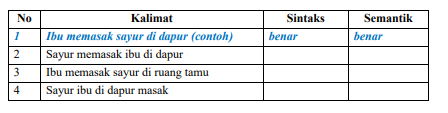 No Kalimat Sintaks Semantik
1 Ibu memasak sayur di dapur (contoh) benar benar
2 Sayur memasak ibu di dapur
3 Ibu memasak sayur di ruang tamu
4 Sayur ibu di dapur masak